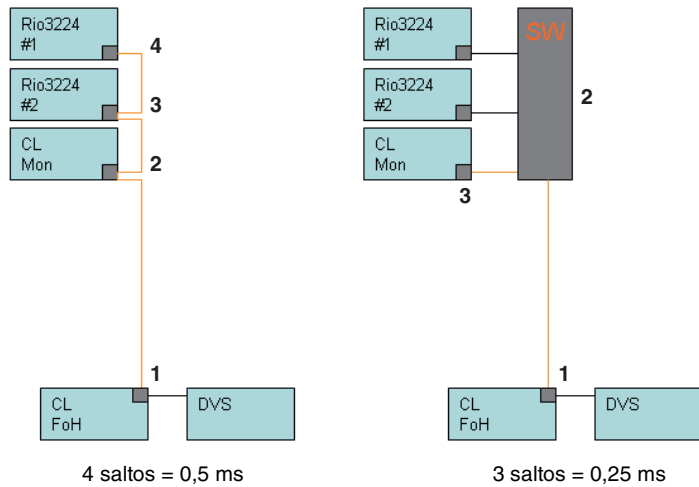 Rio3224
#1
4
Rio3224
#2
3
CL
Mon
2
1
CL
FoH
DVS
4 saltos = 0,5 ms
Rio3224
#1
SW
Rio3224
#2
2
CL
Mon
3
1
CL
FoH
DVS
3 saltos = 0,25 ms